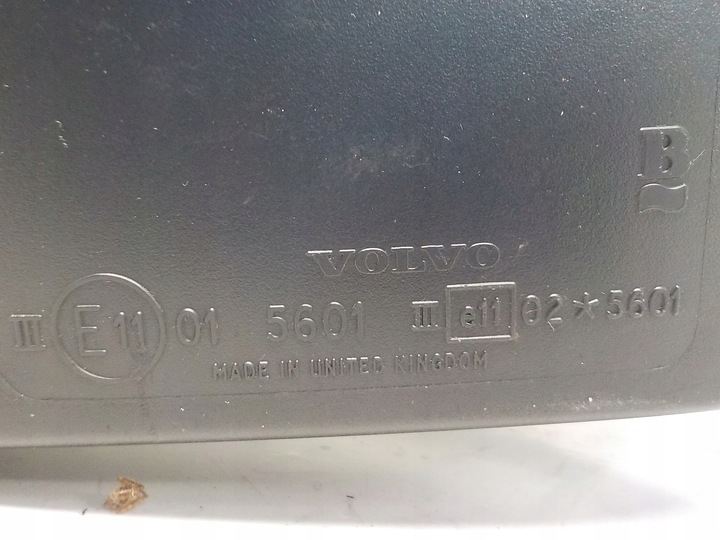 B
VOLVO
III E11 01 5601 III e11 02*5601
MADE IN UNITED KINGDOM